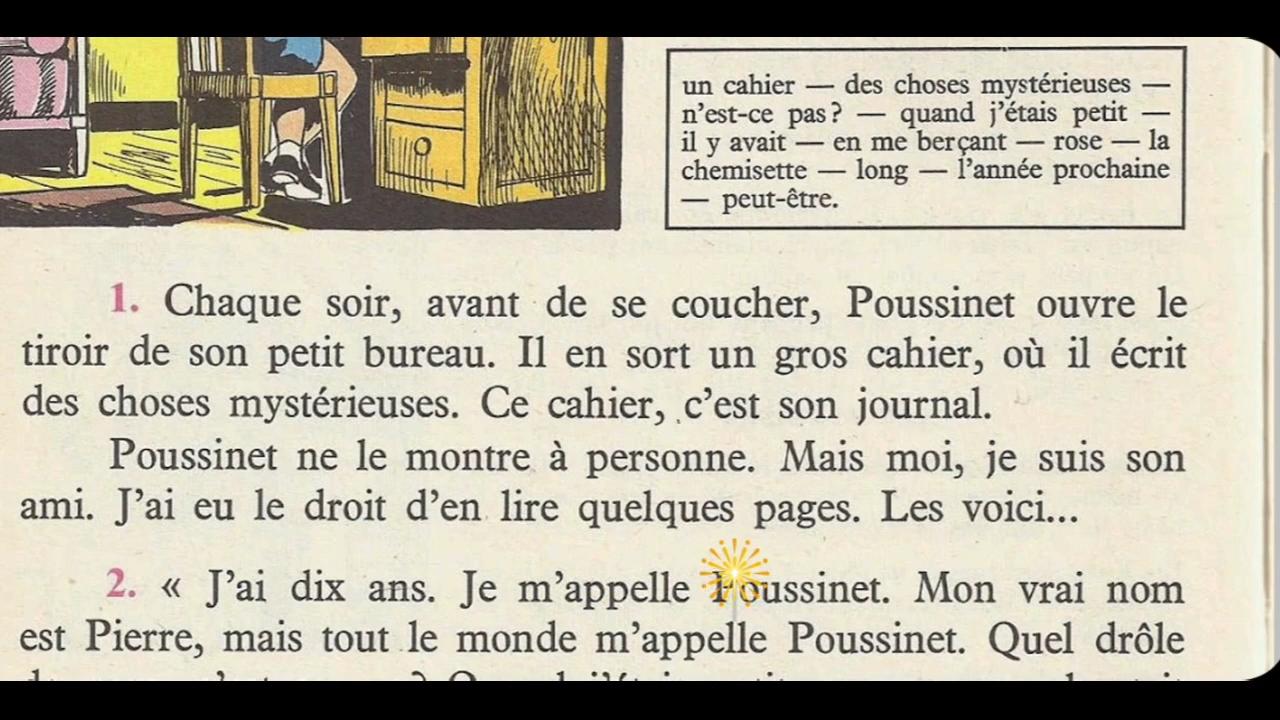 un cahier — des choses mystérieuses —
n'est-ce pas? — quand j'étais petit —
il y avait — en me berçant — rose — la
chemisette — long — l'année prochaine
— peut-être.
1. Chaque soir, avant de se coucher, Poussinet ouvre le
tiroir de son petit bureau. Il en sort un gros cahier, où il écrit
des choses mystérieuses. Ce cahier, c'est son journal.
Poussinet ne le montre à personne. Mais moi, je suis son
ami. J'ai eu le droit d'en lire quelques pages. Les voici...
2. « J'ai dix ans. Je m'appelle Poussinet. Mon vrai nom
est Pierre, mais tout le monde m'appelle Poussinet. Quel drôle